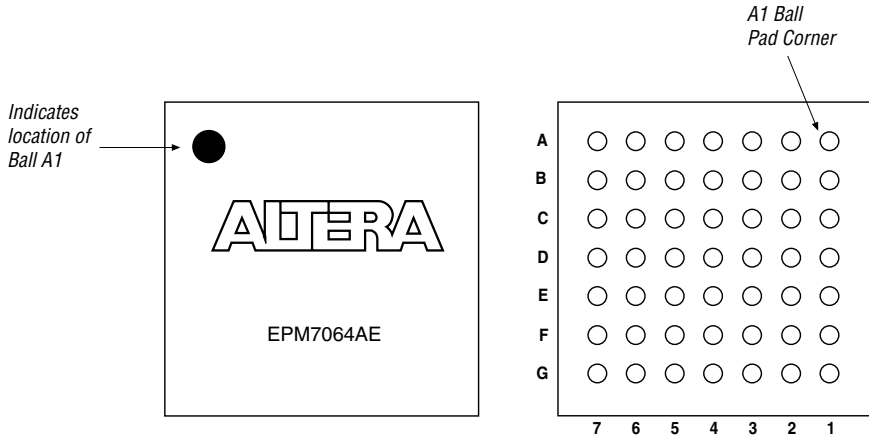 A1 Ball
Pad Corner
Indicates
location of
Ball A1
ALTERA
EPM7064AE
A
B
C
D
E
F
G
7 6 5 4 3 2 1